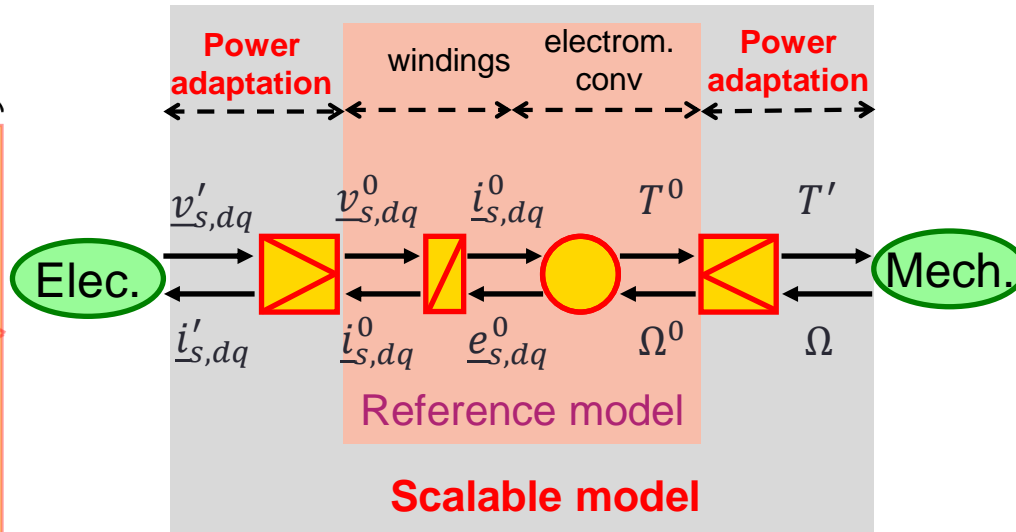 Power
adaptation
windings
electrom.
conv
Power
adaptation
v′s,dq
v⁰s,dq
i⁰s,dq
T⁰
T′
Elec.
Mech.
i′s,dq
i⁰s,dq
e⁰s,dq
Ω⁰
Ω
Reference model
Scalable model